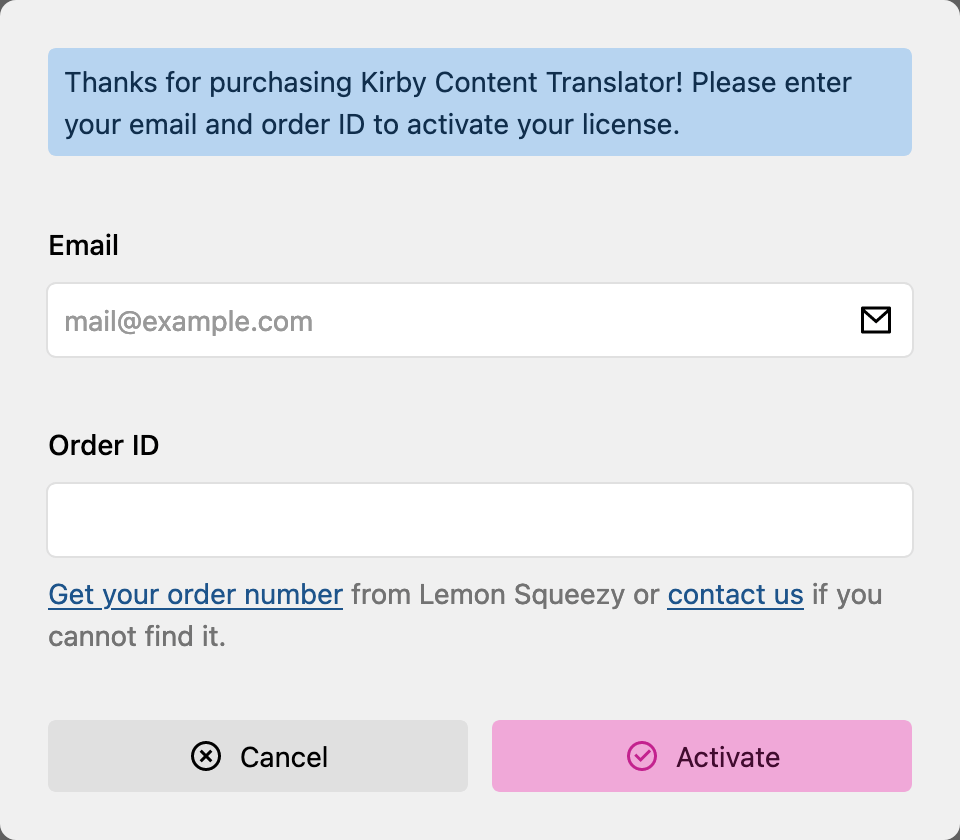 Thanks for purchasing Kirby Content Translator! Please enter
your email and order ID to activate your license.
Email
mail@example.com
Order ID
Get your order number from Lemon Squeezy or contact us if you
cannot find it.
Cancel
Activate